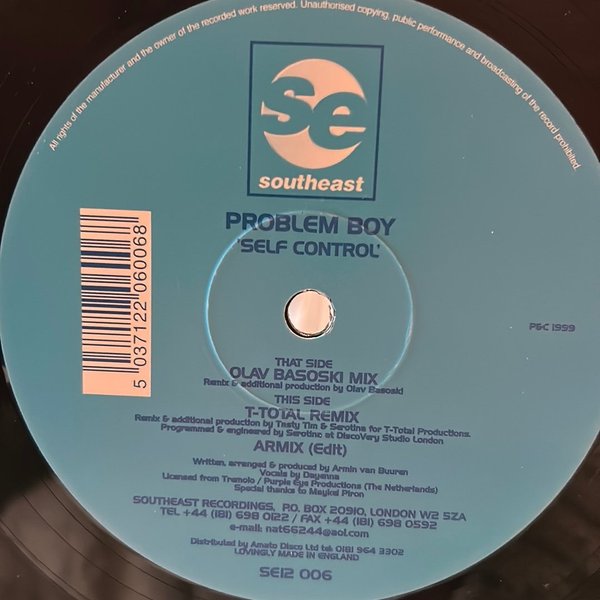 All rights of the manufacturer and the owner of the recorded work reserved. Unauthorised copying, public performance and broadcasting of the record prohibited.
se
southeast
PROBLEM BOY
'SELF CONTROL'
5 037122 060068
P&C 1999
THAT SIDE
OLAV BASOSKI MIX
Remix & additional production by Olav Basoski
THIS SIDE
T-TOTAL REMIX
Remix & additional production by Tasty Tim & Serotinc for T-Total Productions.
Programmed & engineered by Serotinc at DiscoVery Studio London
ARMIX (Edit)
Written, arranged & produced by Armin van Buuren
Vocals by Dayenna
Licensed from Tremolo / Purple Eye Productions (The Netherlands)
Special thanks to Maykel Piron
SOUTHEAST RECORDINGS, P.O. BOX 20910, LONDON W2 5ZA
TEL +44 (181) 698 0122 / FAX +44 (181) 698 0592
e-mail: nat66244@aol.com
Distributed by Amato Disco Ltd tel: 0181 964 3302
LOVINGLY MADE IN ENGLAND
SE12 006